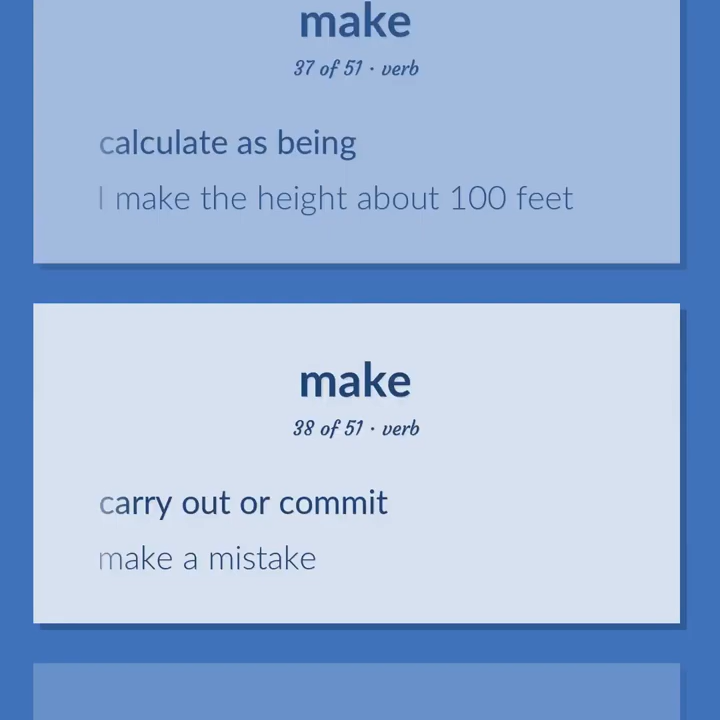 make
37 of 51 · verb
calculate as being
I make the height about 100 feet
make
38 of 51 · verb
carry out or commit
make a mistake